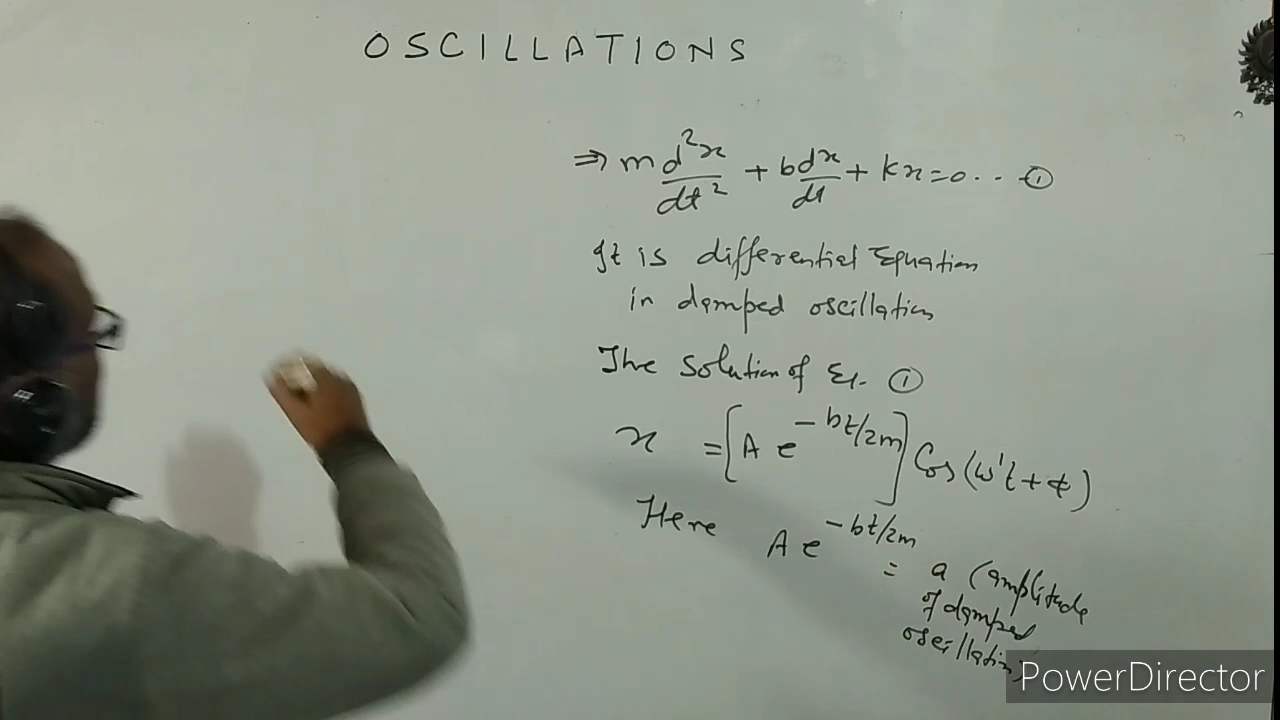 OSCILLATIONS
⇒ m d²x/dt² + b dx/dt + kx = 0 .. ①
It is differential Equation
in damped oscillation
The solution of Eq. ①
x = [A e^{-bt/2m}] Cos(ω't + φ)
Here A e^{-bt/2m}
= a (amplitude
of damped
oscillation)
PowerDirector